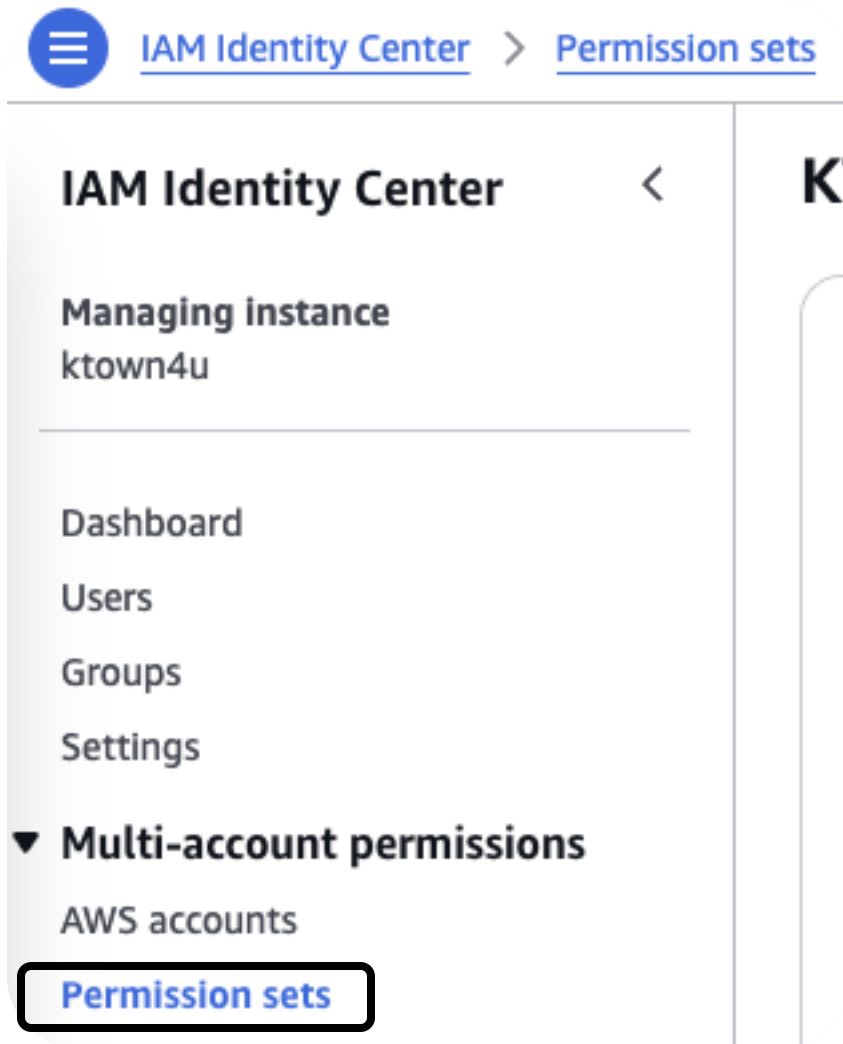 IAM Identity Center > Permission sets
IAM Identity Center
K
Managing instance
ktown4u
Dashboard
Users
Groups
Settings
Multi-account permissions
AWS accounts
Permission sets